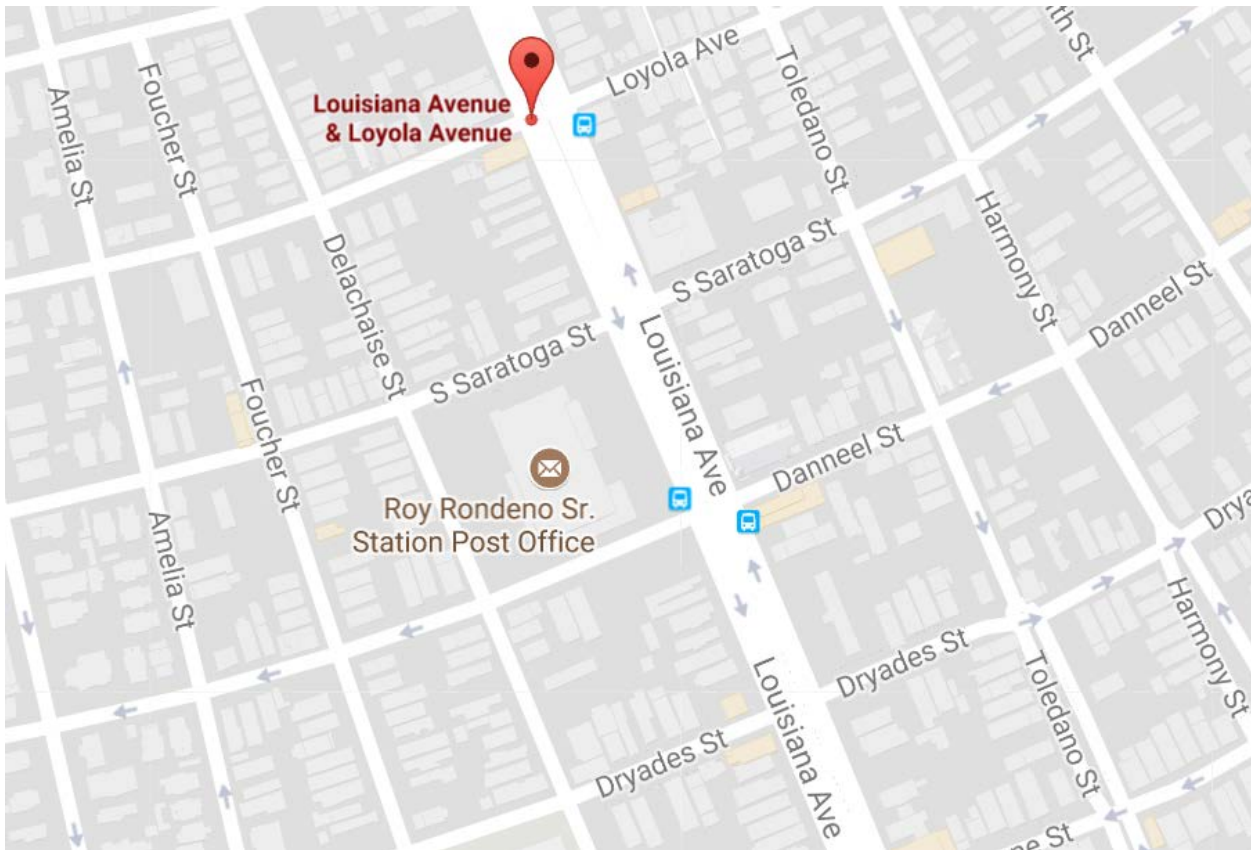 Loyola Ave
Louisiana Avenue
& Loyola Avenue
Amelia St
Foucher St
Toledano St
Delachaise St
S Saratoga St
Harmony St
Danneel St
S Saratoga St
Louisiana Ave
Foucher St
Danneel St
Roy Rondeno Sr.
Station Post Office
Amelia St
Harmony St
Dryades St
Toledano St
Louisiana Ave
Dryades St
St